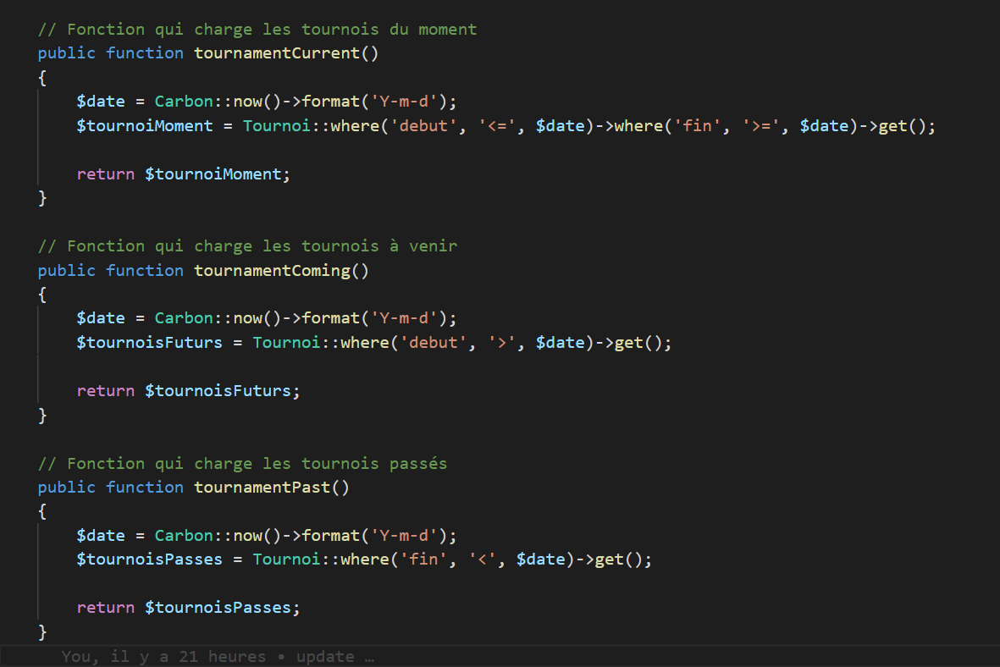 // Fonction qui charge les tournois du moment
public function tournamentCurrent()
{
$date = Carbon::now()->format('Y-m-d');
$tournoiMoment = Tournoi::where('debut', '<=', $date)->where('fin', '>=', $date)->get();
return $tournoiMoment;
}
// Fonction qui charge les tournois à venir
public function tournamentComing()
{
$date = Carbon::now()->format('Y-m-d');
$tournoisFuturs = Tournoi::where('debut', '>', $date)->get();
return $tournoisFuturs;
}
// Fonction qui charge les tournois passés
public function tournamentPast()
{
$date = Carbon::now()->format('Y-m-d');
$tournoisPasses = Tournoi::where('fin', '<', $date)->get();
return $tournoisPasses;
}
You, il y a 21 heures • update …